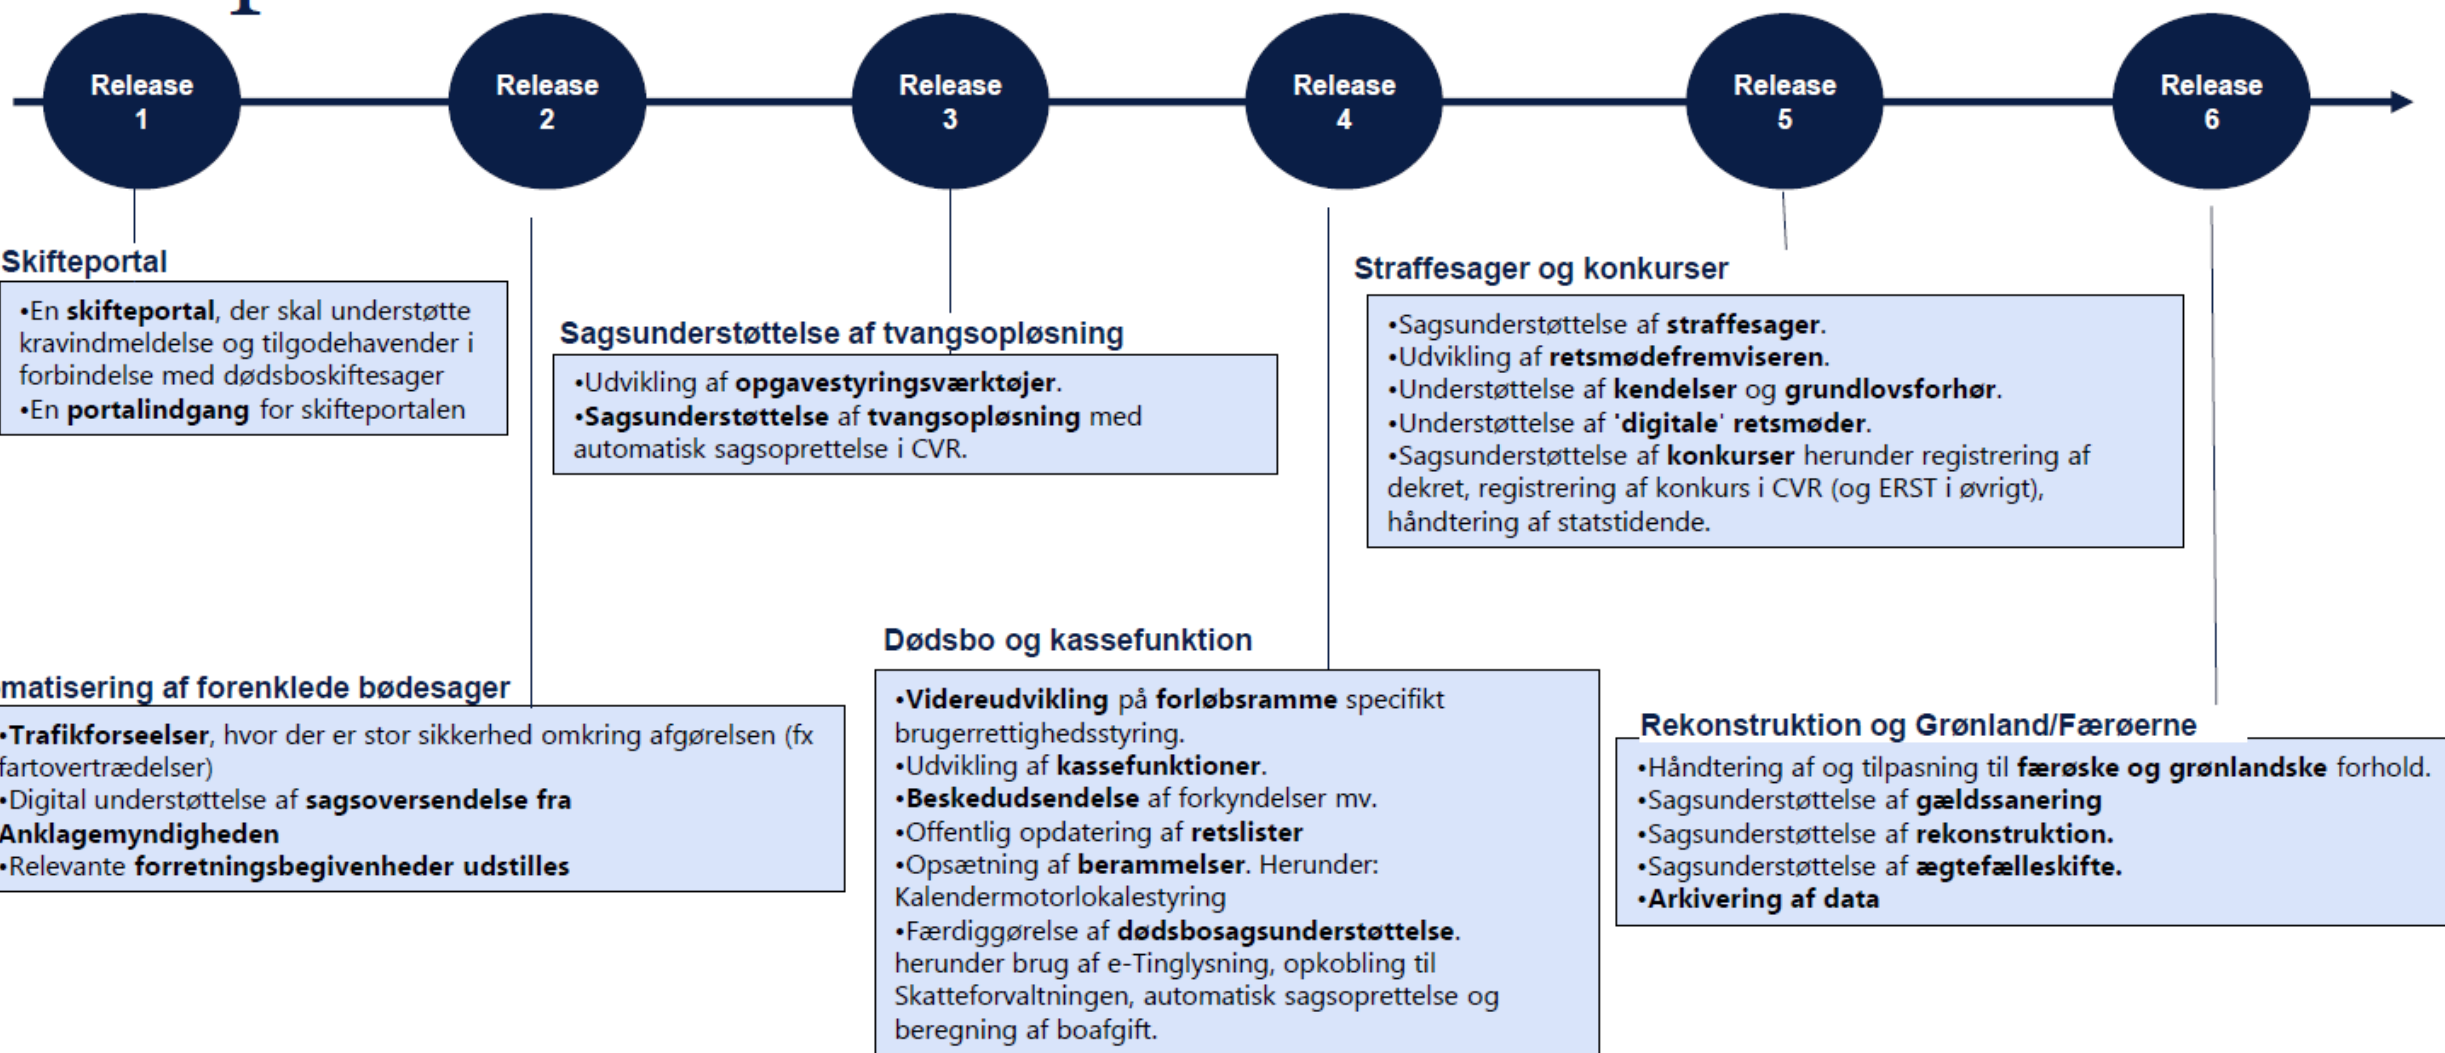 Release
1
Release
2
Release
3
Release
4
Release
5
Release
6
Skifteportal
•En skifteportal, der skal understøtte
kravindmeldelse og tilgodehavender i
forbindelse med dødsboskiftesager
•En portalindgang for skifteportalen
matisering af forenklede bødesager
•Trafikforseelser, hvor der er stor sikkerhed omkring afgørelsen (fx
fartovertrædelser)
•Digital understøttelse af sagsoversendelse fra
Anklagemyndigheden
•Relevante forretningsbegivenheder udstilles
Sagsunderstøttelse af tvangsopløsning
•Udvikling af opgavestyringsværktøjer.
•Sagsunderstøttelse af tvangsopløsning med
automatisk sagsoprettelse i CVR.
Dødsbo og kassefunktion
•Videreudvikling på forløbsramme specifikt
brugerrettighedsstyring.
•Udvikling af kassefunktioner.
•Beskedudsendelse af forkyndelser mv.
•Offentlig opdatering af retslister
•Opsætning af berammelser. Herunder:
Kalendermotorlokalestyring
•Færdiggørelse af dødsbosagsunderstøttelse.
herunder brug af e-Tinglysning, opkobling til
Skatteforvaltningen, automatisk sagsoprettelse og
beregning af boafgift.
Straffesager og konkurser
•Sagsunderstøttelse af straffesager.
•Udvikling af retsmødefremviseren.
•Understøttelse af kendelser og grundlovsforhør.
•Understøttelse af 'digitale' retsmøder.
•Sagsunderstøttelse af konkurser herunder registrering af
dekret, registrering af konkurs i CVR (og ERST i øvrigt),
håndtering af statstidende.
Rekonstruktion og Grønland/Færøerne
•Håndtering af og tilpasning til færøske og grønlandske forhold.
•Sagsunderstøttelse af gældssanering
•Sagsunderstøttelse af rekonstruktion.
•Sagsunderstøttelse af ægtefælleskifte.
•Arkivering af data